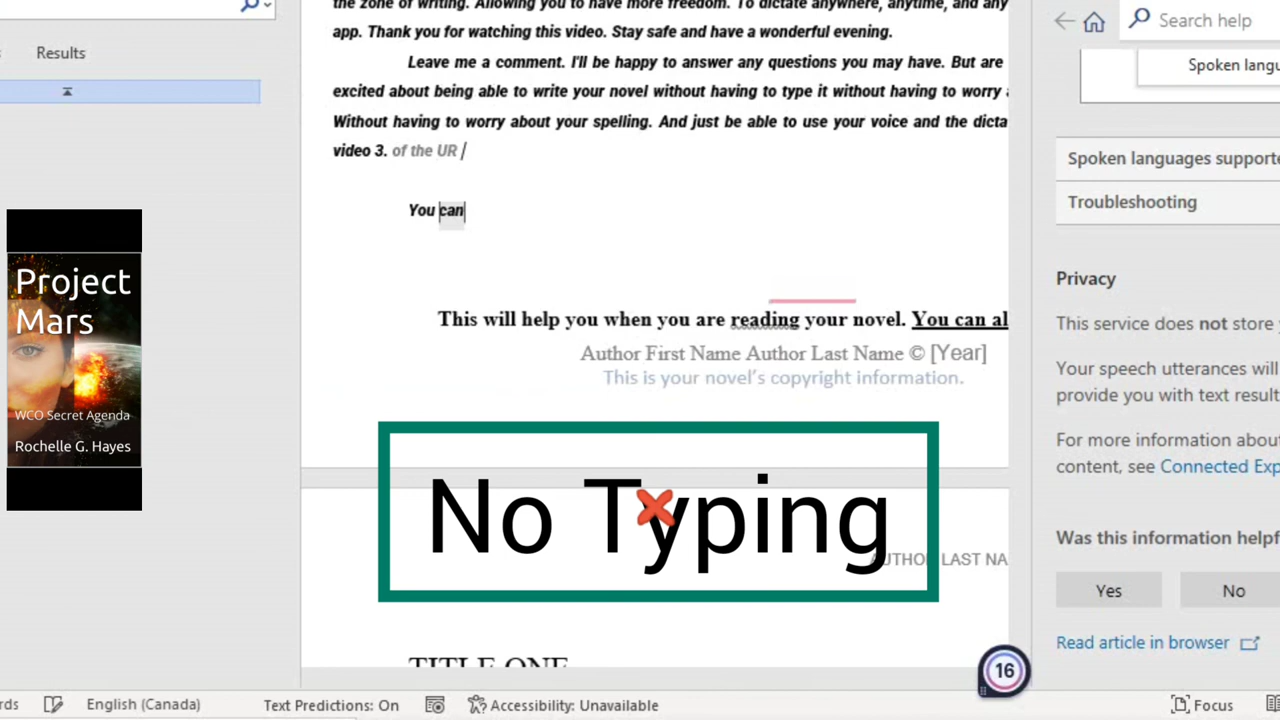 Results
the zone of writing. Allowing you to have more freedom. To dictate anywhere, anytime, and any
app. Thank you for watching this video. Stay safe and have a wonderful evening.
Leave me a comment. I'll be happy to answer any questions you may have. But are
excited about being able to write your novel without having to type it without having to worry
Without having to worry about your spelling. And just be able to use your voice and the dicta
video 3. of the UR /
You can
This will help you when you are reading your novel. You can al
Author First Name Author Last Name © [Year]
This is your novel's copyright information.
No Typing
AUTHOR LAST NA
TITLE ONE
Project
Mars
WCO Secret Agenda
Rochelle G. Hayes
Search help
Spoken langu
Spoken languages supporte
Troubleshooting
Privacy
This service does not store
Your speech utterances will
provide you with text result
For more information about
content, see Connected Exp
Was this information helpf
Yes
No
Read article in browser
16
rds
English (Canada)
Text Predictions: On
Accessibility: Unavailable
Focus